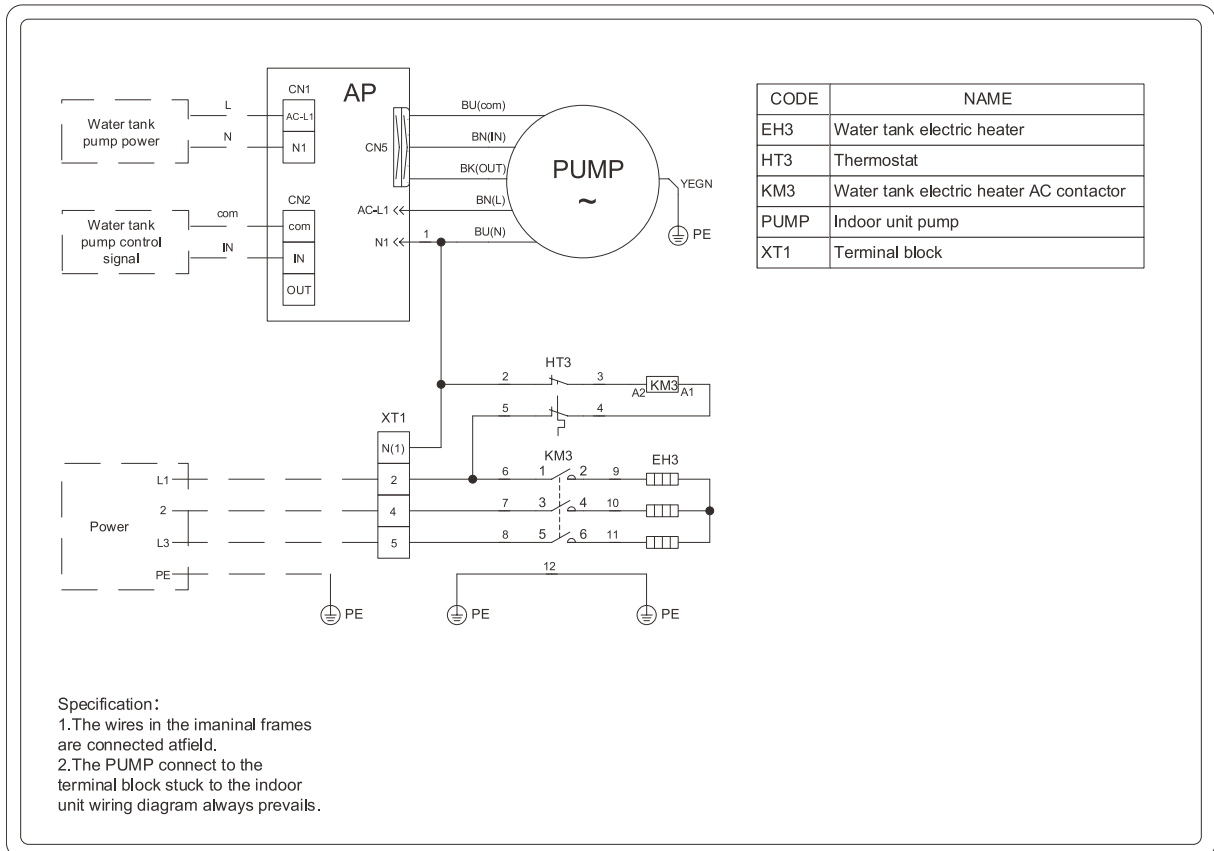 AP
CN1
AC-L1
N1
L
N
Water tank
pump power
CN5
BU(com)
BN(IN)
BK(OUT)
BN(L)
BU(N)
AC-L1
N1
1
PUMP
~
YEGN
PE
CN2
com
IN
OUT
com
IN
Water tank
pump control
signal
CODE NAME
EH3 Water tank electric heater
HT3 Thermostat
KM3 Water tank electric heater AC contactor
PUMP Indoor unit pump
XT1 Terminal block
HT3
2 3
A2 KM3 A1
5 4
XT1
N(1)
2
4
5
KM3
EH3
6 1 2 9
7 3 4 10
8 5 6 11
12
Power
L1
2
L3
PE
PE
PE
PE
Specification:
1.The wires in the imaninal frames
are connected atfield.
2.The PUMP connect to the
terminal block stuck to the indoor
unit wiring diagram always prevails.